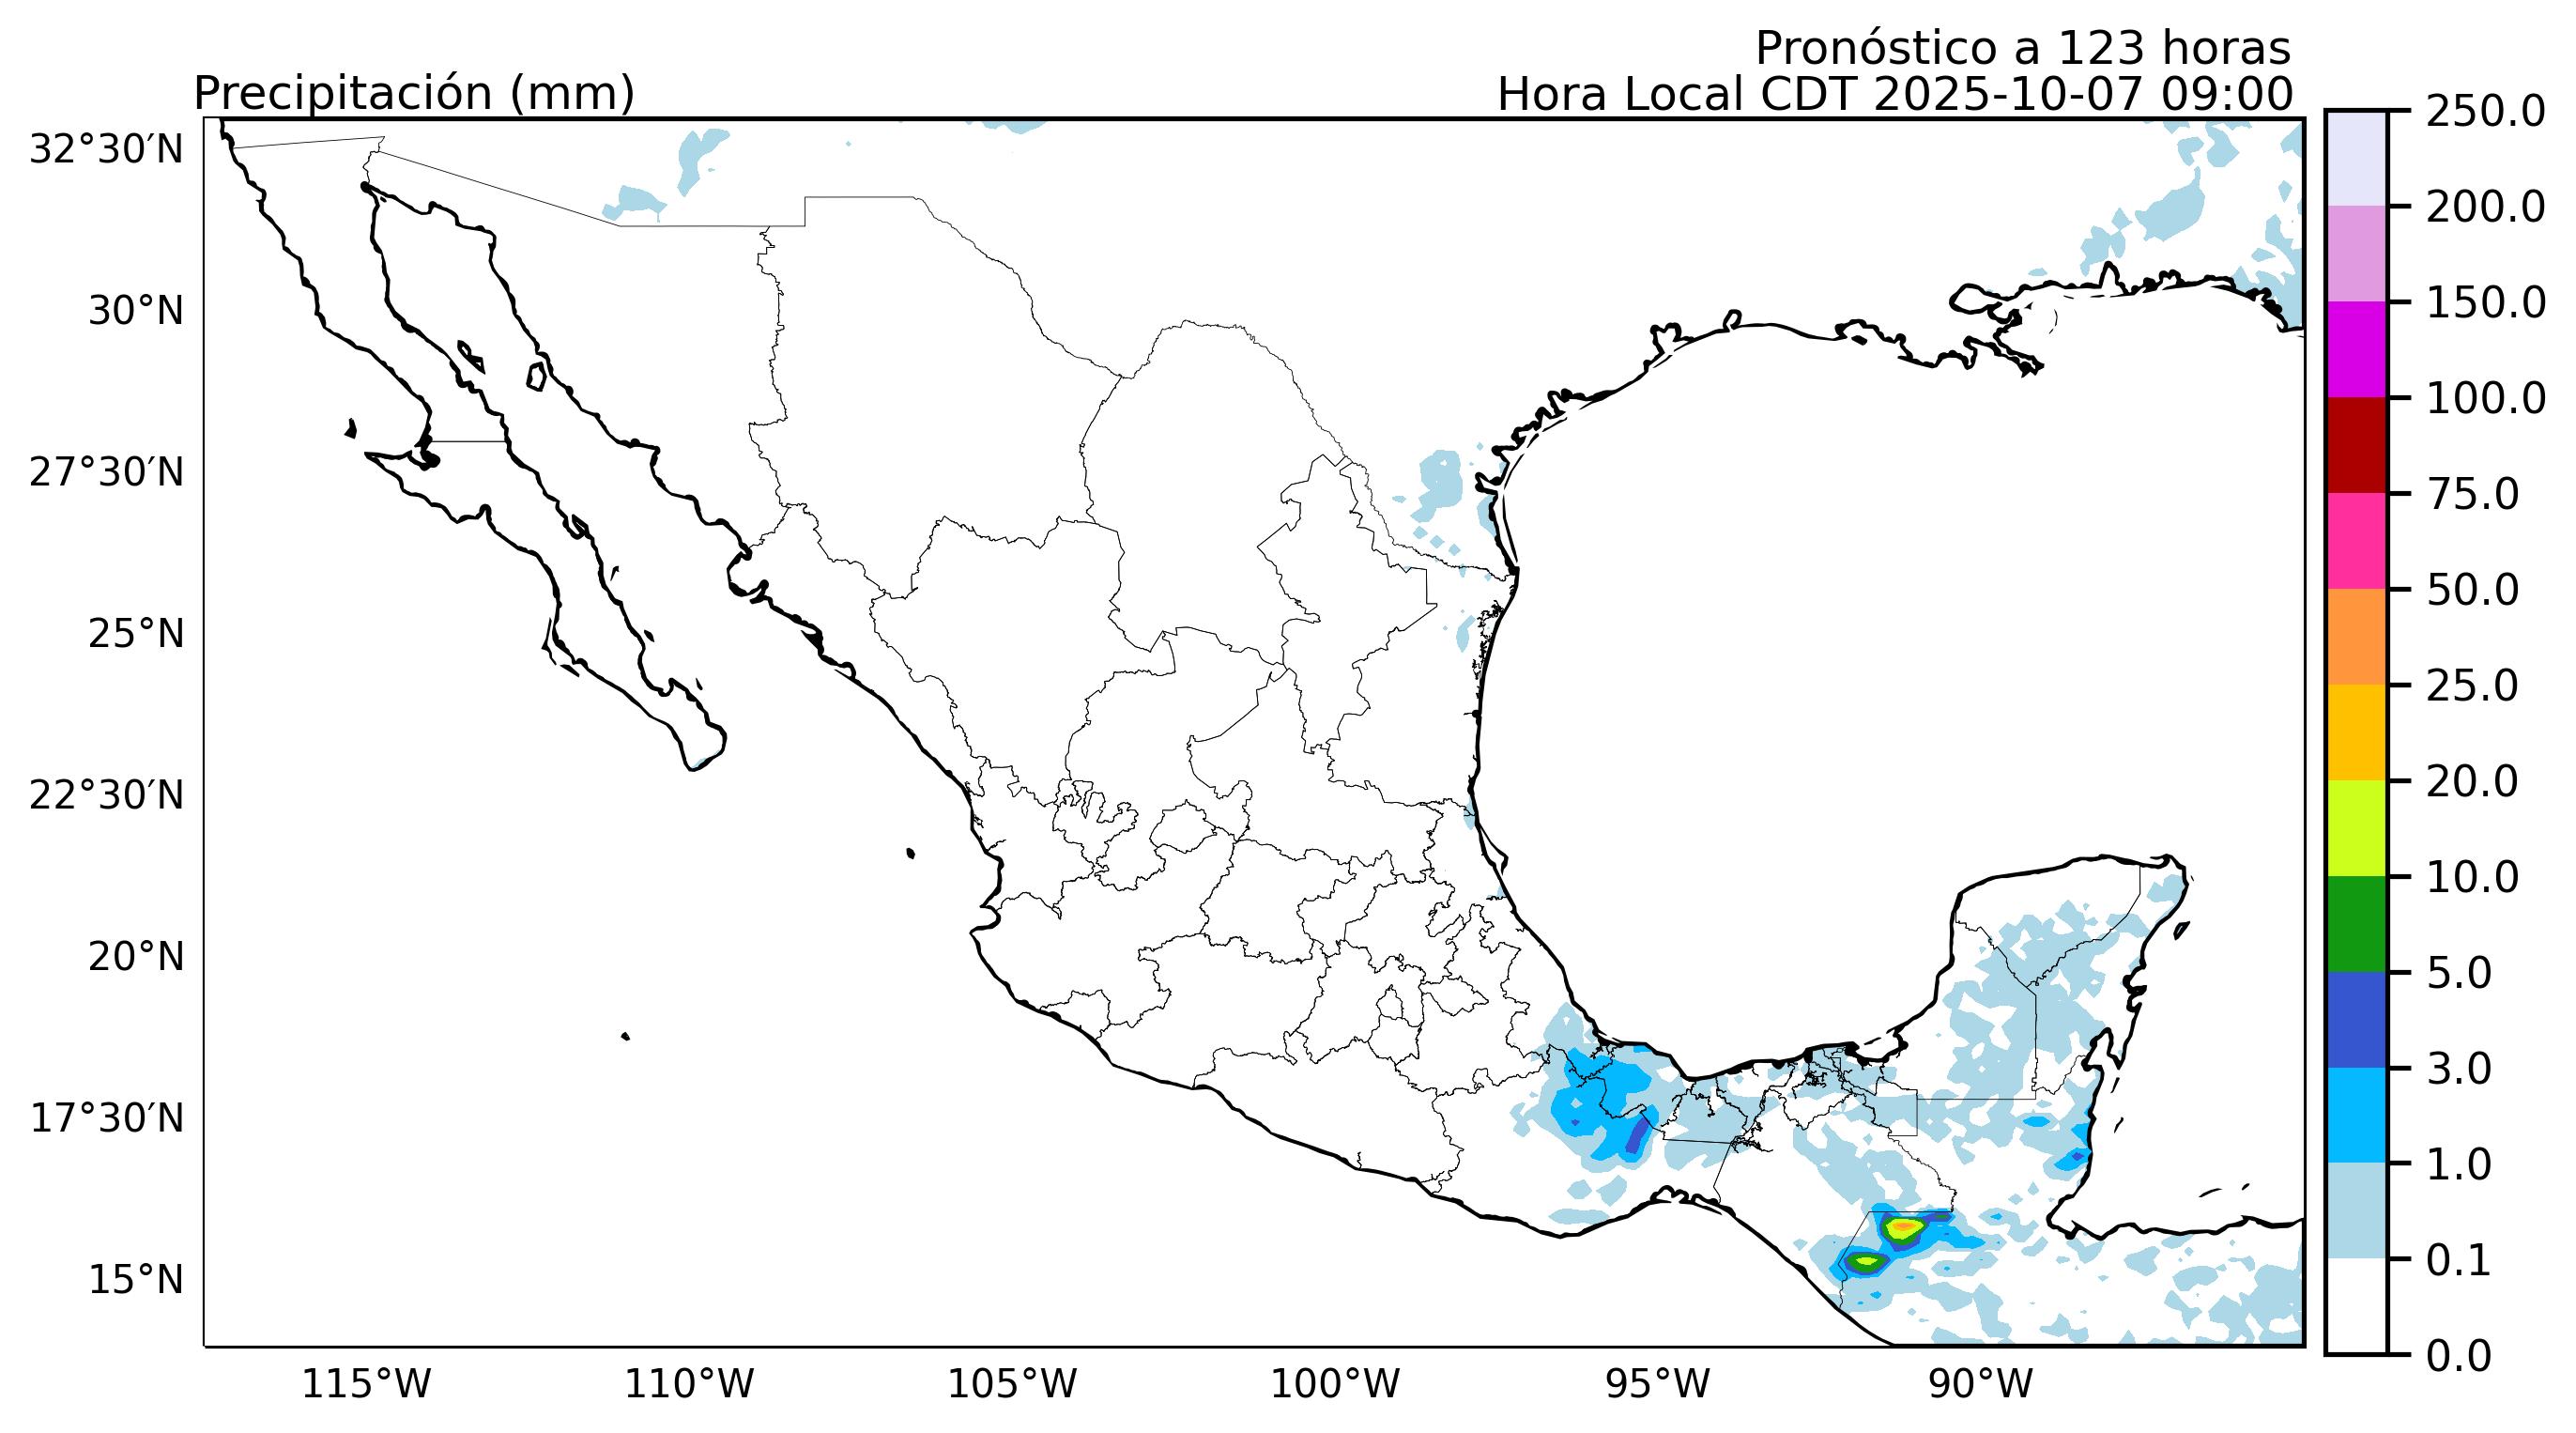 Pronóstico a 123 horas
Precipitación (mm)
Hora Local CDT 2025-10-07 09:00
32°30′N
30°N
27°30′N
25°N
22°30′N
20°N
17°30′N
15°N
115°W
110°W
105°W
100°W
95°W
90°W
250.0
200.0
150.0
100.0
75.0
50.0
25.0
20.0
10.0
5.0
3.0
1.0
0.1
0.0